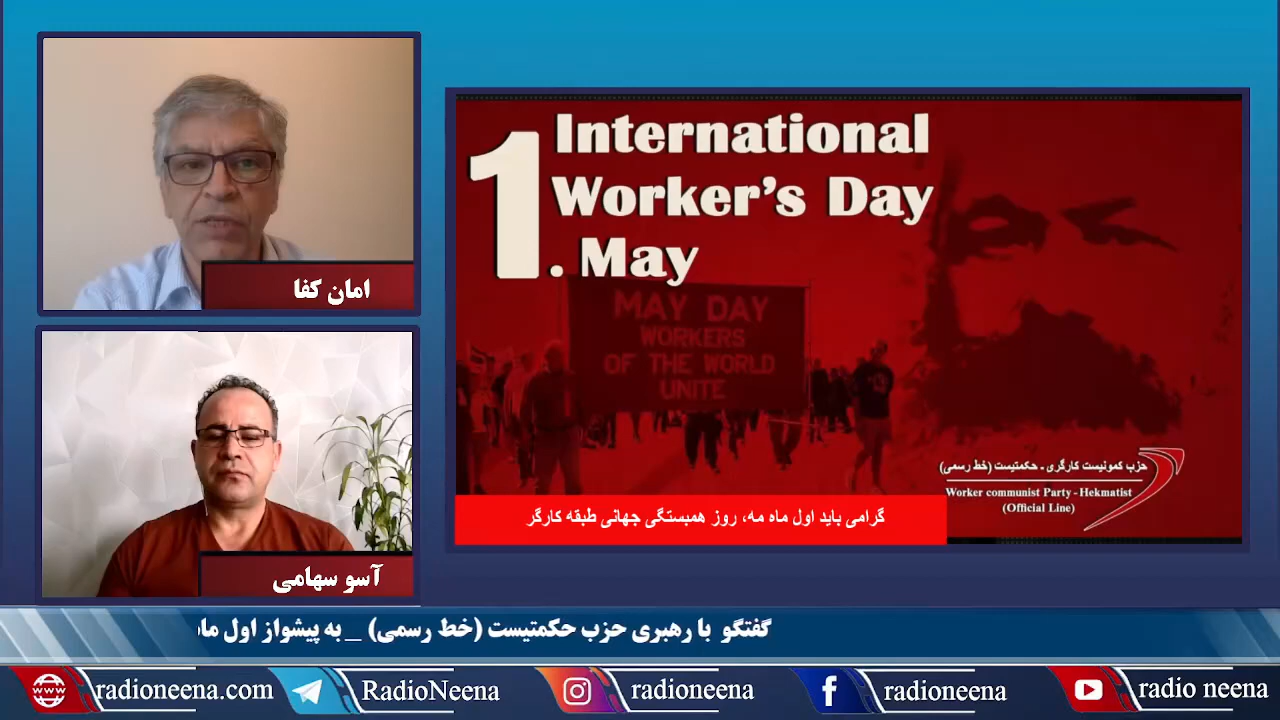 امان کفا
آسو سهامی
International
Worker's Day
1. May
MAY DAY
WORKERS
OF THE WORLD
UNITE
حزب کمونیست کارگری - حکمتیست (خط رسمی)
Worker communist Party - Hekmatist
(Official Line)
گرامی باید اول ماه مه، روز همبستگی جهانی طبقه کارگر
گفتگو با رهبری حزب حکمتیست (خط رسمی) _ به پیشواز اول ماه
radioneena.com
RadioNeena
radioneena
radioneena
radio neena